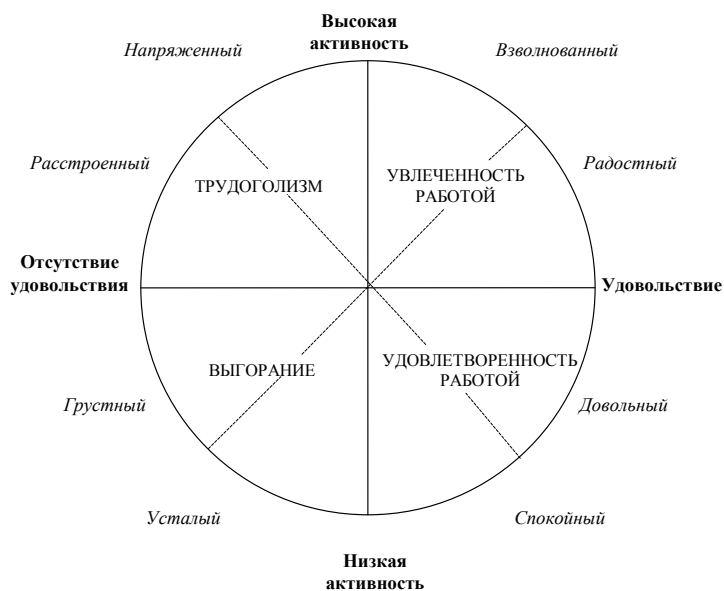 Высокая
активность
Напряженный
Взволнованный
Расстроенный
Радостный
ТРУДОГОЛИЗМ
УВЛЕЧЕННОСТЬ
РАБОТОЙ
Отсутствие
удовольствия
Удовольствие
ВЫГОРАНИЕ
УДОВЛЕТВОРЕННОСТЬ
РАБОТОЙ
Грустный
Довольный
Усталый
Спокойный
Низкая
активность